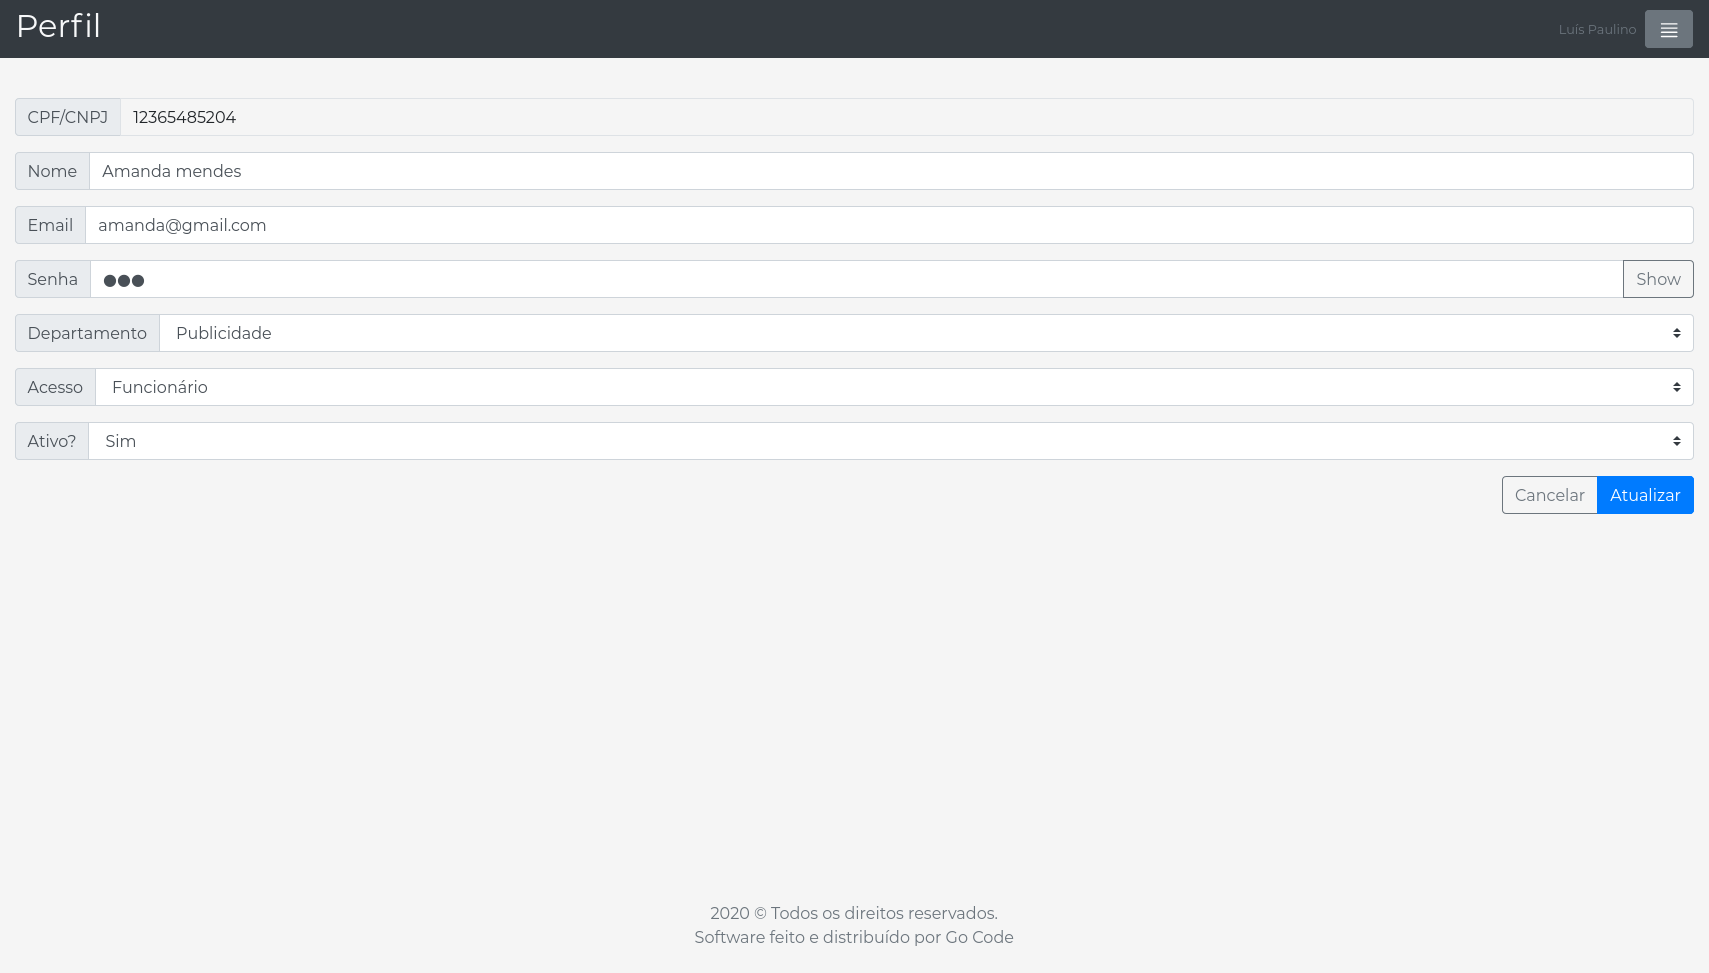 Perfil
Luís Paulino
CPF/CNPJ 12365485204
Nome Amanda mendes
Email amanda@gmail.com
Senha ●●● Show
Departamento Publicidade
Acesso Funcionário
Ativo? Sim
Cancelar Atualizar
2020 © Todos os direitos reservados.
Software feito e distribuído por Go Code